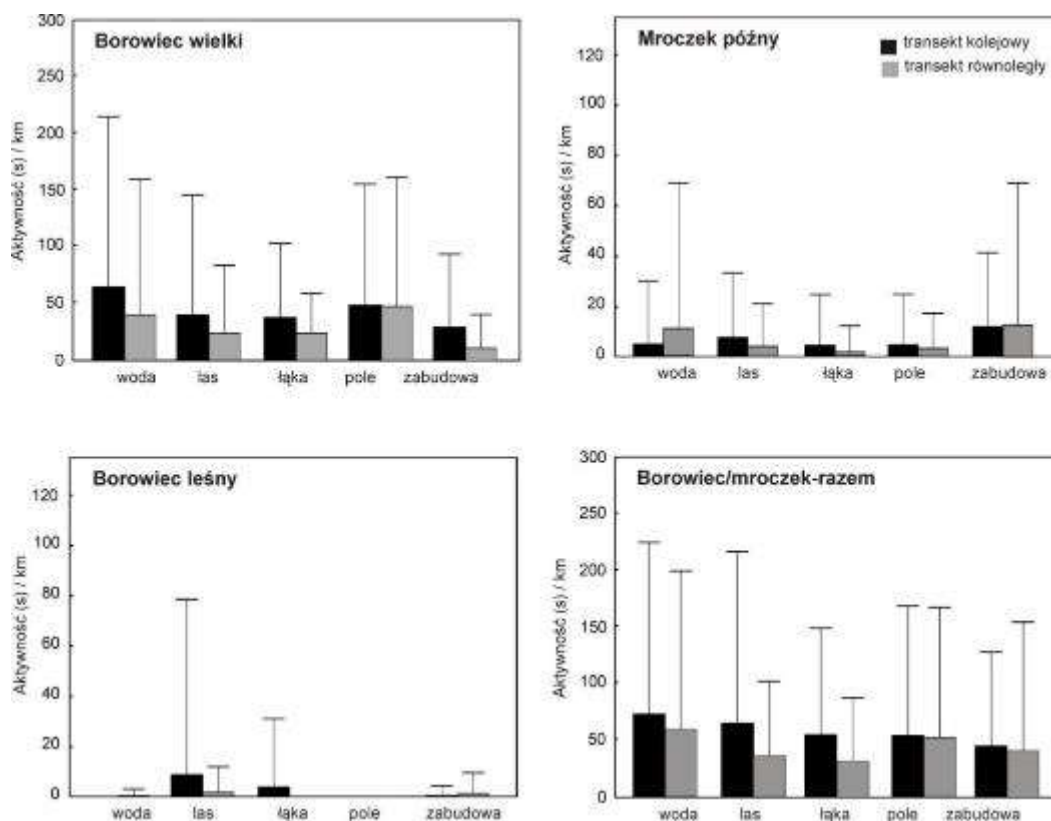 Borowiec wielki
Aktywność (s) / km
300
250
200
150
100
50
0
woda las łąka pole zabudowa
Mroczek późny
transekt kolejowy
transekt równoległy
Aktywność (s) / km
120
100
80
60
40
20
0
woda las łąka pole zabudowa
Borowiec leśny
Aktywność (s) / km
120
100
80
60
40
20
0
woda las łąka pole zabudowa
Borowiec/mroczek-razem
Aktywność (s) / km
300
250
200
150
100
50
0
woda las łąka pole zabudowa